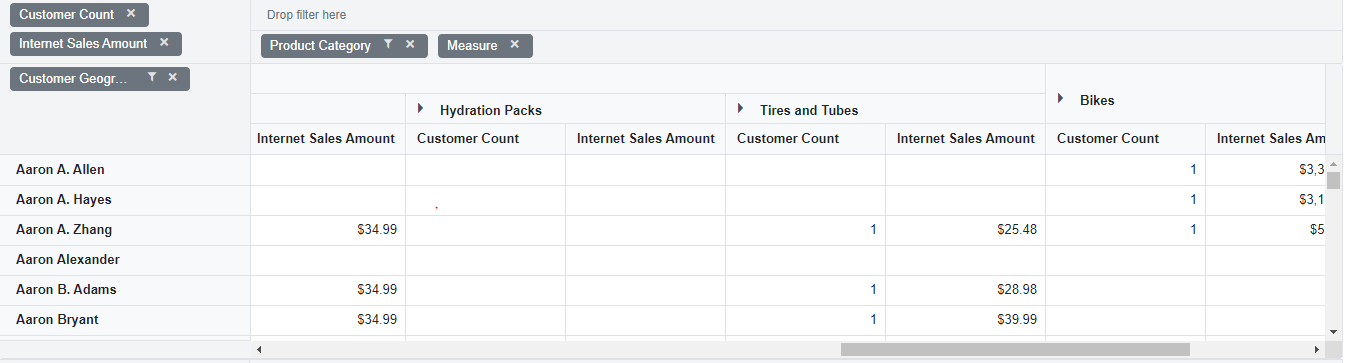 Customer Count
Drop filter here
Internet Sales Amount
Product Category Measure
Customer Geogr...
Bikes
Hydration Packs Tires and Tubes
Internet Sales Amount Customer Count Internet Sales Amount Customer Count Internet Sales Amount Customer Count Internet Sales Am
Aaron A. Allen 1 $3,3
Aaron A. Hayes 1 $3,1
Aaron A. Zhang $34.99 1 $25.48 1 $5
Aaron Alexander
Aaron B. Adams $34.99 1 $28.98
Aaron Bryant $34.99 1 $39.99